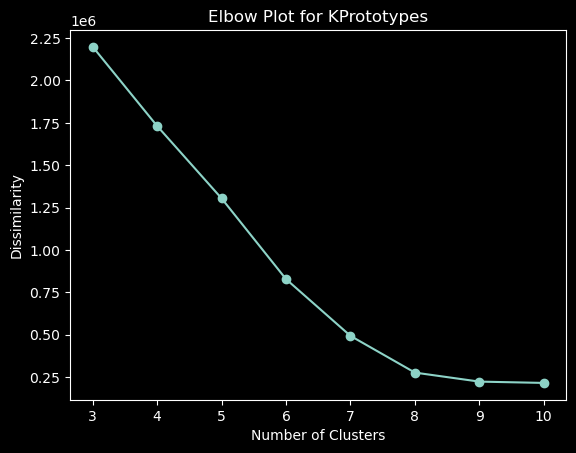 Elbow Plot for KPrototypes
1e6
2.25
2.00
1.75
1.50
1.25
1.00
0.75
0.50
0.25
Dissimilarity
3 4 5 6 7 8 9 10
Number of Clusters